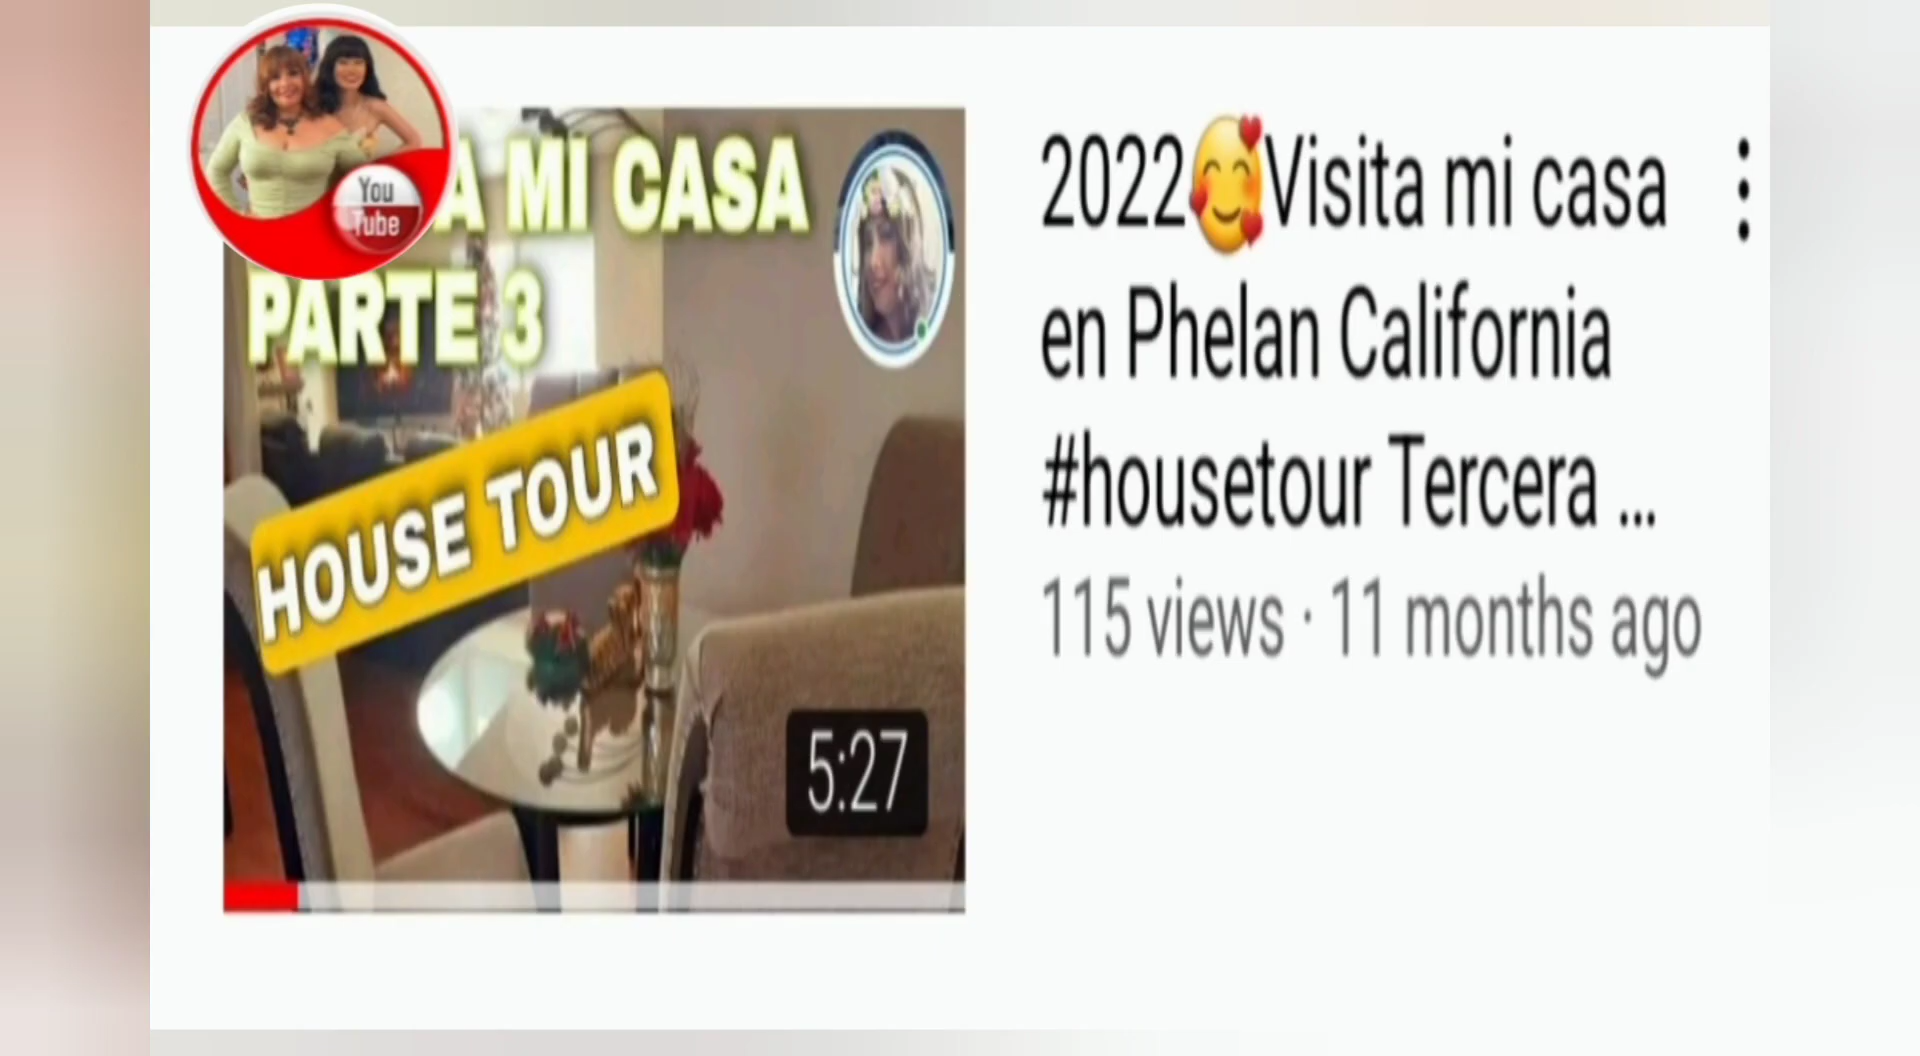 You
Tube
A MI CASA
PARTE 3
HOUSE TOUR
5:27
2022🥰Visita mi casa
en Phelan California
#housetour Tercera ...
115 views · 11 months ago